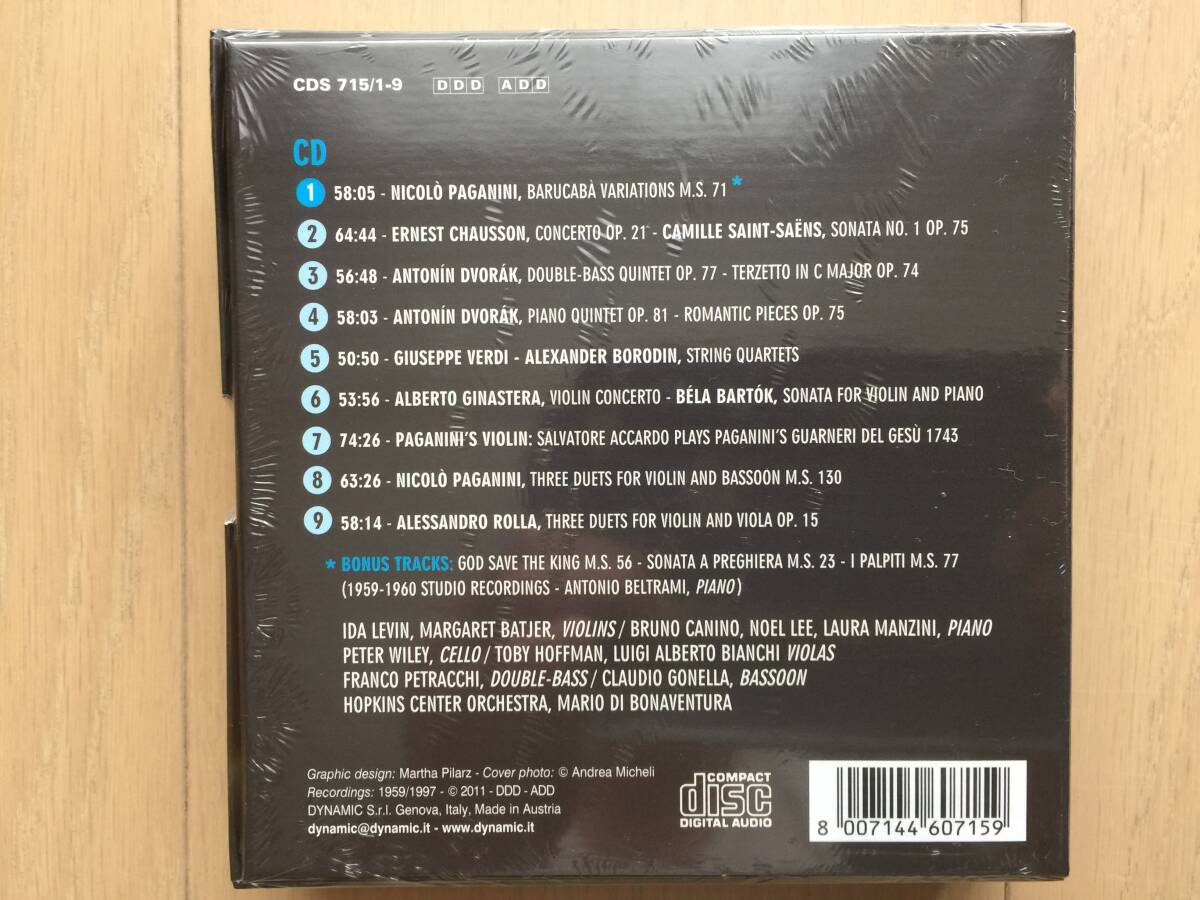 CDS 715/1-9 DDD ADD
CD
1 58:05 - NICOLÒ PAGANINI, BARUCABÀ VARIATIONS M.S. 71 *
2 64:44 - ERNEST CHAUSSON, CONCERTO OP. 21 - CAMILLE SAINT-SAËNS, SONATA NO. 1 OP. 75
3 56:48 - ANTONÍN DVORÁK, DOUBLE-BASS QUINTET OP. 77 - TERZETTO IN C MAJOR OP. 74
4 58:03 - ANTONÍN DVORÁK, PIANO QUINTET OP. 81 - ROMANTIC PIECES OP. 75
5 50:50 - GIUSEPPE VERDI - ALEXANDER BORODIN, STRING QUARTETS
6 53:56 - ALBERTO GINASTERA, VIOLIN CONCERTO - BÉLA BARTÓK, SONATA FOR VIOLIN AND PIANO
7 74:26 - PAGANINI'S VIOLIN: SALVATORE ACCARDO PLAYS PAGANINI'S GUARNERI DEL GESÙ 1743
8 63:26 - NICOLÒ PAGANINI, THREE DUETS FOR VIOLIN AND BASSOON M.S. 130
9 58:14 - ALESSANDRO ROLLA, THREE DUETS FOR VIOLIN AND VIOLA OP. 15
* BONUS TRACKS: GOD SAVE THE KING M.S. 56 - SONATA A PREGHIERA M.S. 23 - I PALPITI M.S. 77
(1959-1960 STUDIO RECORDINGS - ANTONIO BELTRAMI, PIANO)
IDA LEVIN, MARGARET BATJER, VIOLINS / BRUNO CANINO, NOEL LEE, LAURA MANZINI, PIANO
PETER WILEY, CELLO / TOBY HOFFMAN, LUIGI ALBERTO BIANCHI VIOLAS
FRANCO PETRACCHI, DOUBLE-BASS / CLAUDIO GONELLA, BASSOON
HOPKINS CENTER ORCHESTRA, MARIO DI BONAVENTURA
Graphic design: Martha Pilarz - Cover photo: © Andrea Micheli
Recordings: 1959/1997 - © 2011 - DDD - ADD
DYNAMIC S.r.l. Genova, Italy, Made in Austria
dynamic@dynamic.it - www.dynamic.it
COMPACT
disc
DIGITAL AUDIO
8 007144 607159